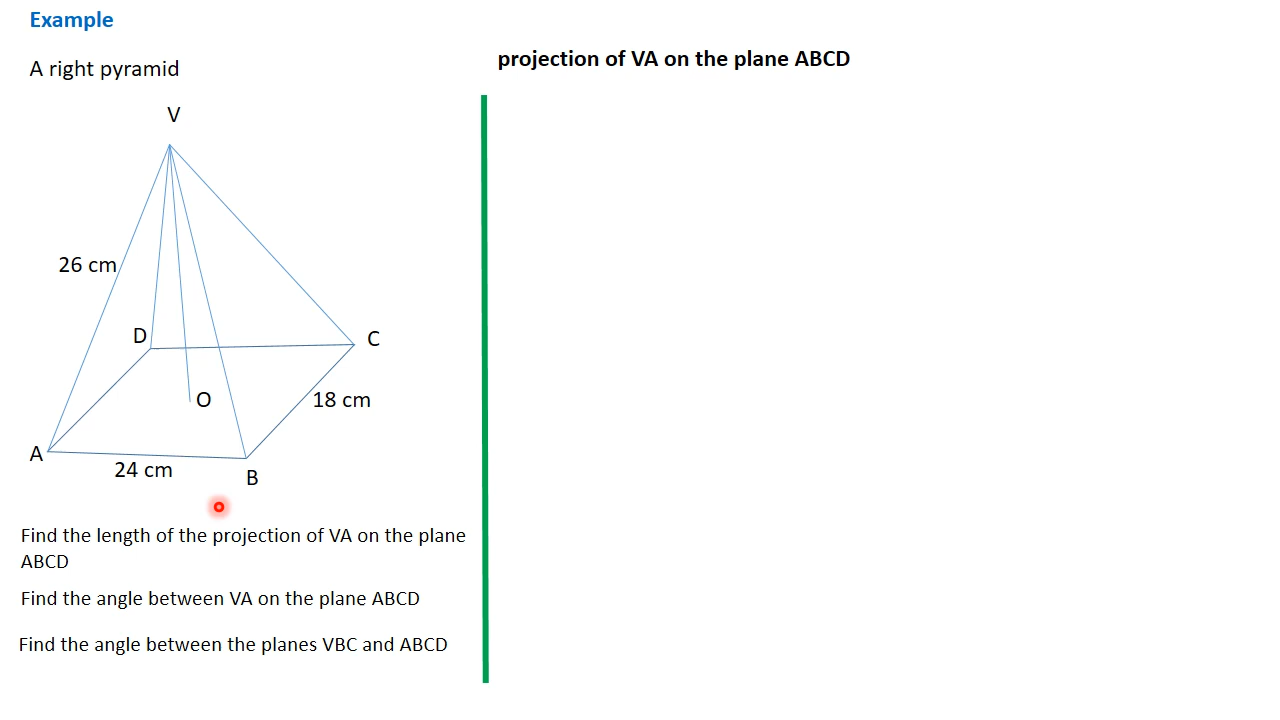 Example
A right pyramid
V
26 cm
D
C
O
18 cm
A
24 cm
B
Find the length of the projection of VA on the plane
ABCD
Find the angle between VA on the plane ABCD
Find the angle between the planes VBC and ABCD
projection of VA on the plane ABCD